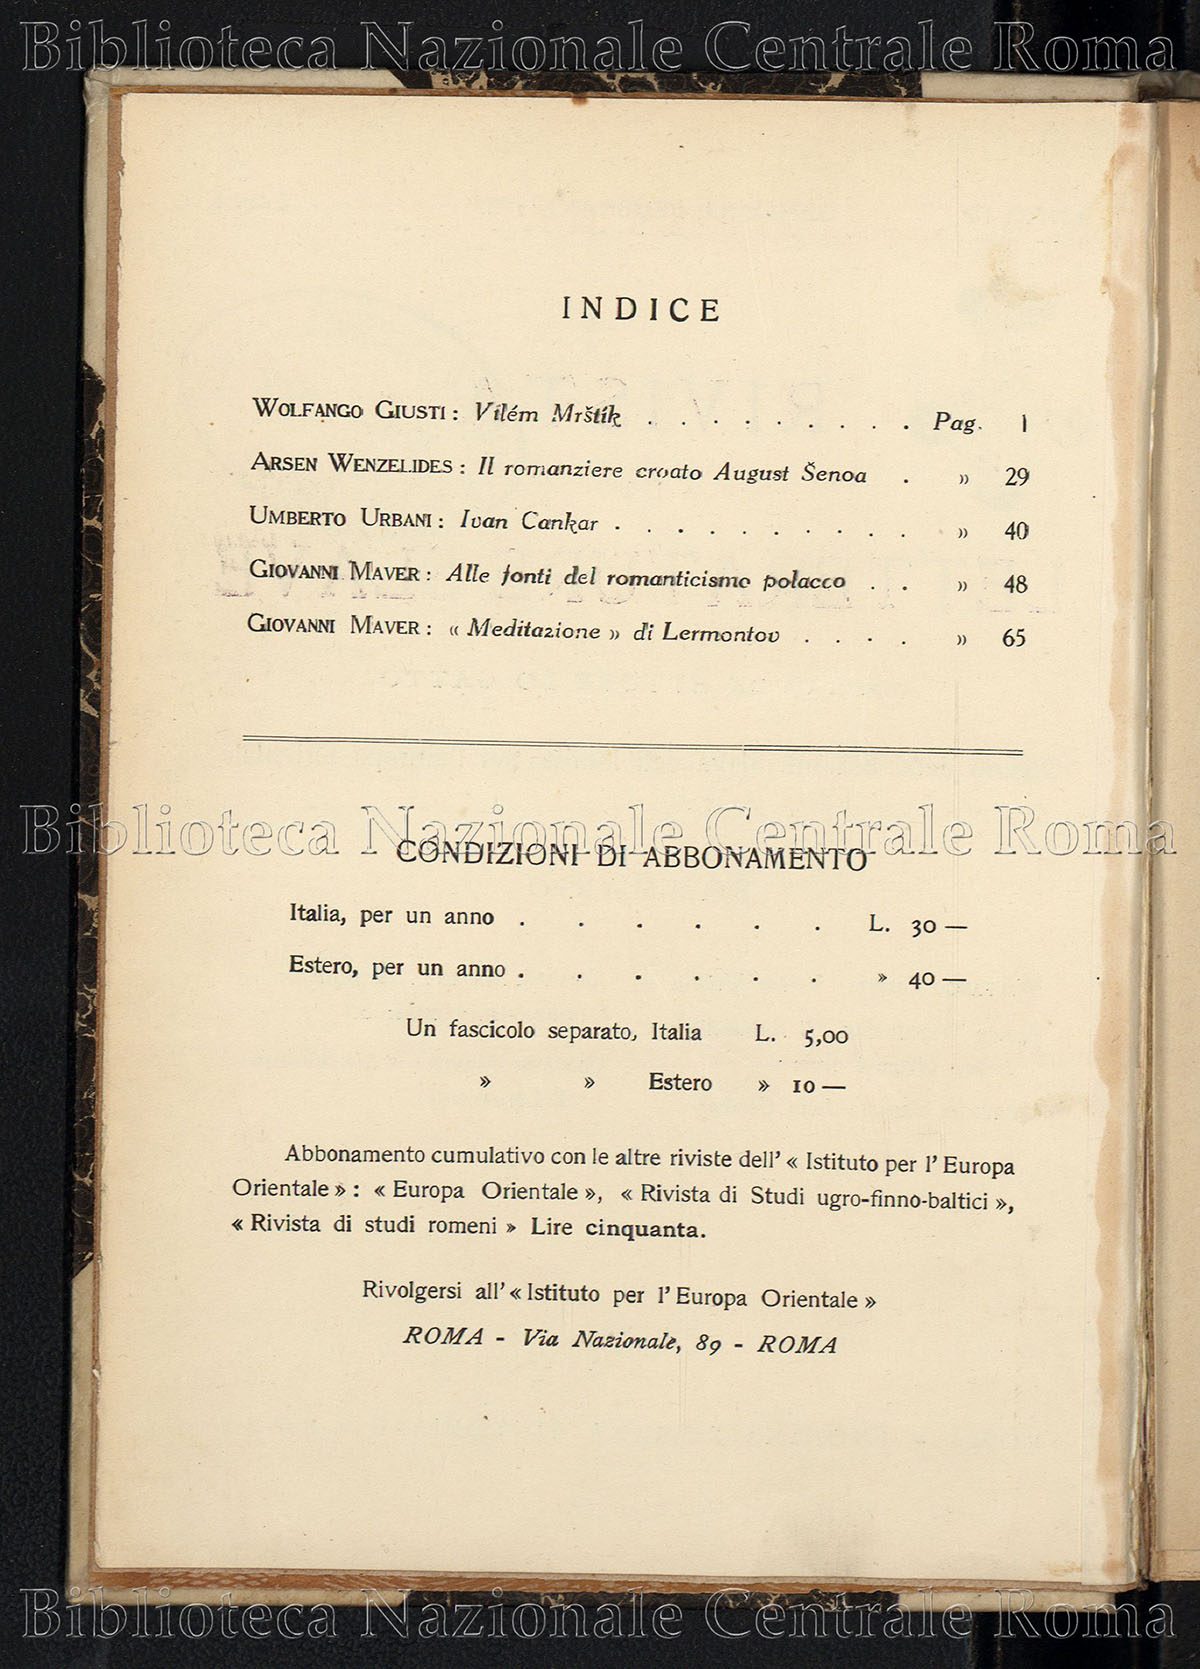 Biblioteca Nazionale Centrale Roma
INDICE
WOLFANGO GIUSTI: Vilém Mrštík . . . . . . . . . Pag. 1
ARSEN WENZELIDES: Il romanziere croato August Šenoa . » 29
UMBERTO URBANI: Ivan Cankar . . . . . . . . . . » 40
GIOVANNI MAVER: Alle fonti del romanticismo polacco . . » 48
GIOVANNI MAVER: « Meditazione » di Lermontov . . . . » 65
Biblioteca Nazionale Centrale Roma
CONDIZIONI DI ABBONAMENTO
Italia, per un anno . . . . . . L. 30 —
Estero, per un anno . . . . . . » 40 —
Un fascicolo separato, Italia L. 5,00
» » Estero » 10 —
Abbonamento cumulativo con le altre riviste dell' « Istituto per l' Europa
Orientale » : « Europa Orientale », « Rivista di Studi ugro-finno-baltici »,
« Rivista di studi romeni » Lire cinquanta.
Rivolgersi all' « Istituto per l' Europa Orientale »
ROMA - Via Nazionale, 89 - ROMA
Biblioteca Nazionale Centrale Roma